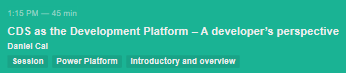 1:15 PM — 45 min
CDS as the Development Platform – A developer's perspective
Daniel Cai
Session Power Platform Introductory and overview